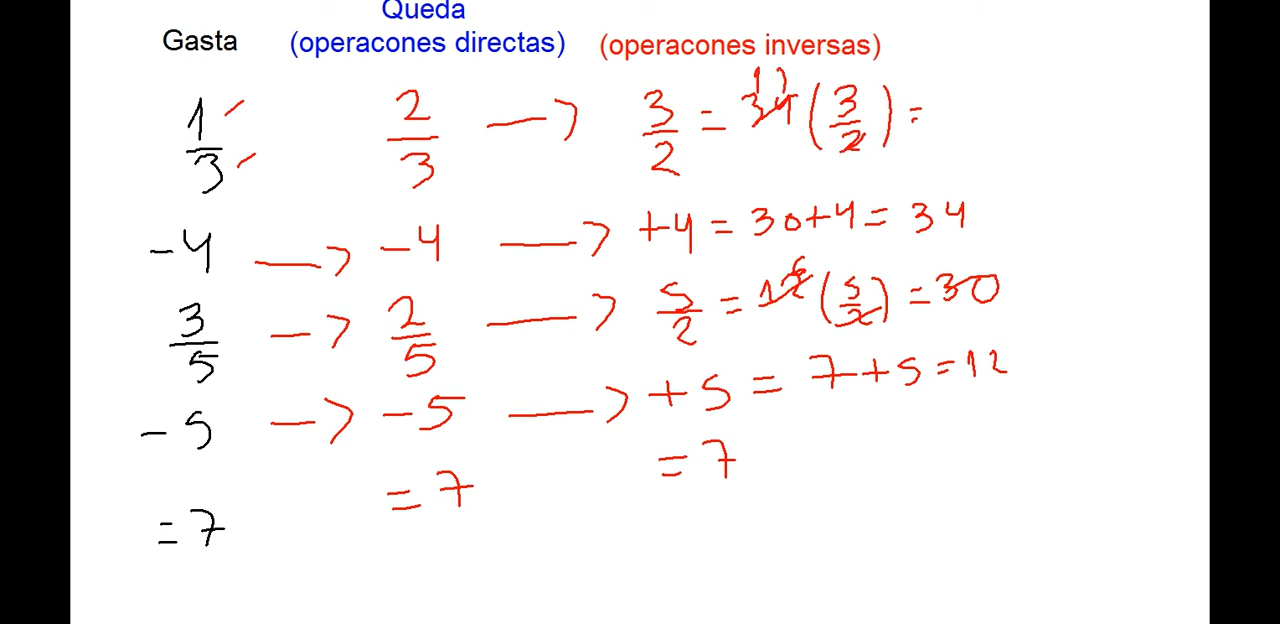 Queda
Gasta (operacones directas) (operacones inversas)
1/3 2/3 → 3/2 = 34 17 (3/2) =
-4 → -4 → +4 = 30+4 = 34
3/5 → 2/5 → 5/2 = 12 6 (5/2) = 30
-5 → -5 → +5 = 7+5=12
= 7 = 7 = 7